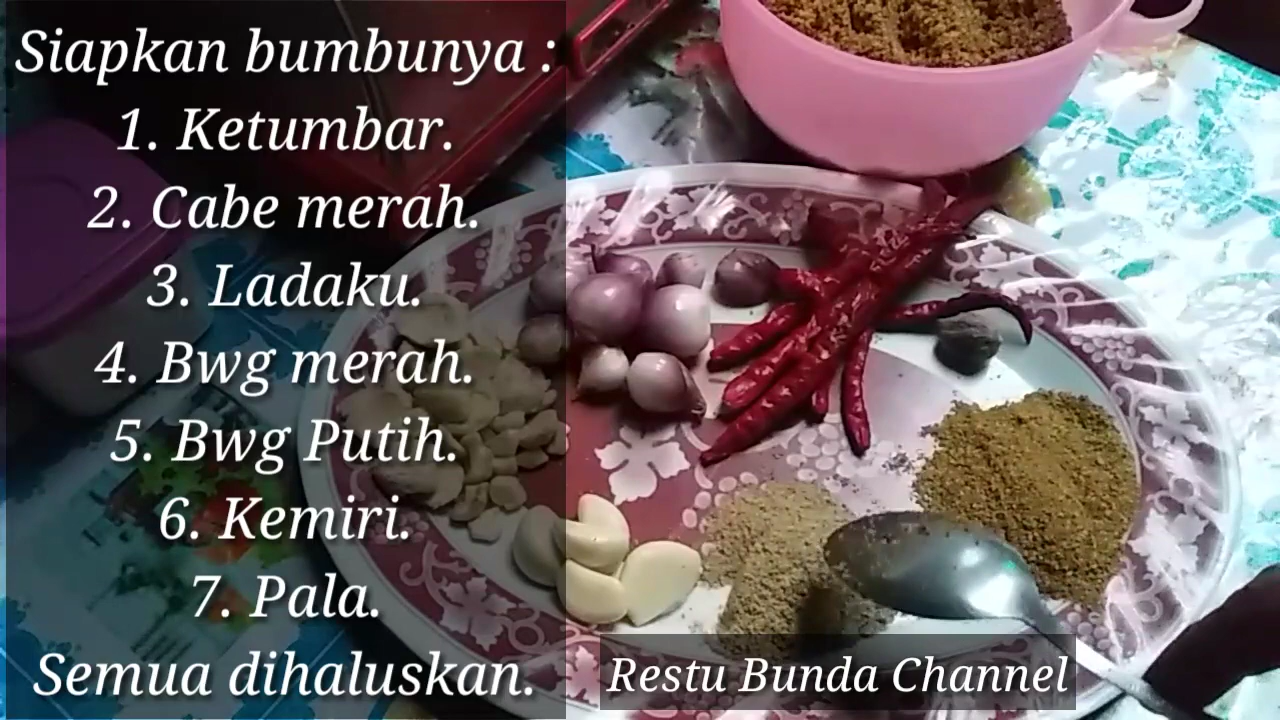 Siapkan bumbunya :
1. Ketumbar.
2. Cabe merah.
3. Ladaku.
4. Bwg merah.
5. Bwg Putih.
6. Kemiri.
7. Pala.
Semua dihaluskan.
Restu Bunda Channel